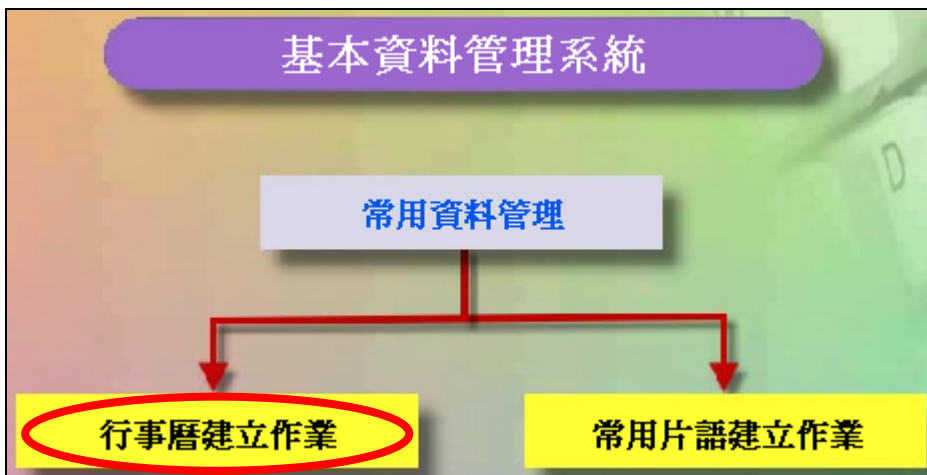 基本資料管理系統
常用資料管理
行事曆建立作業
常用片語建立作業